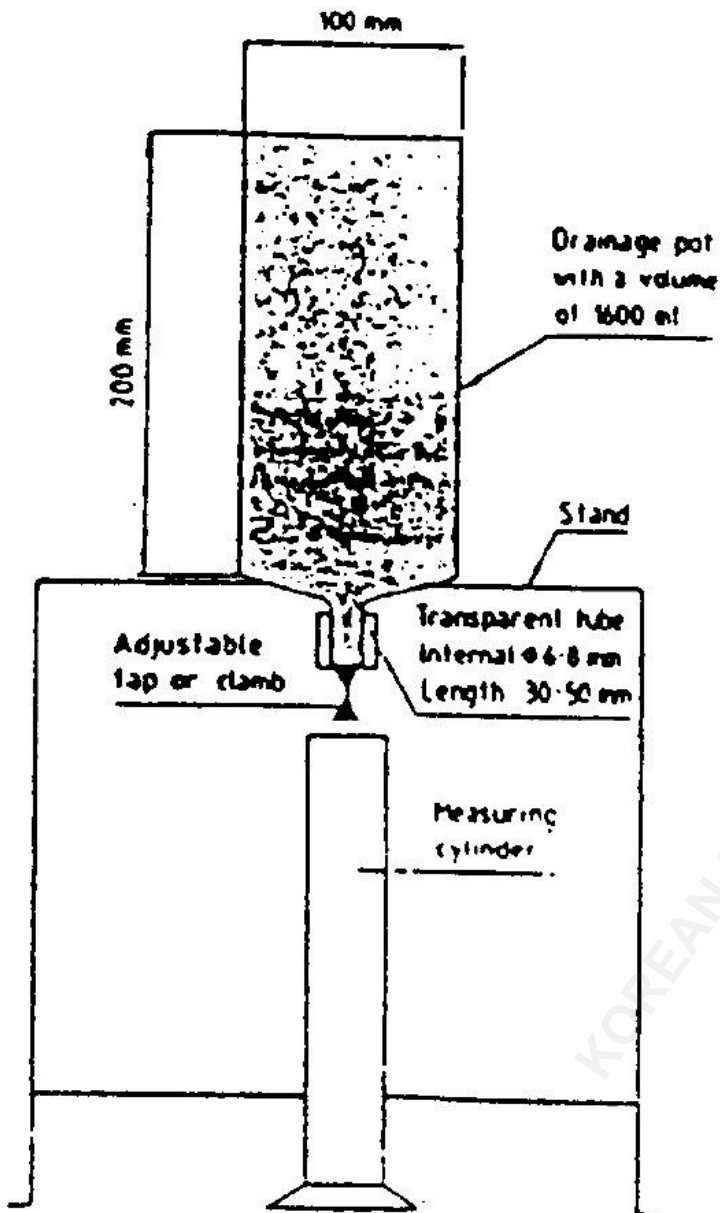 100 mm
200 mm
Drainage pot
with a volume
of 1600 ml
Stand
Transparent tube
Internal Φ 6-8 mm
Length 30-50 mm
Adjustable
tap or clamb
Measuring
cylinder
KOREAN